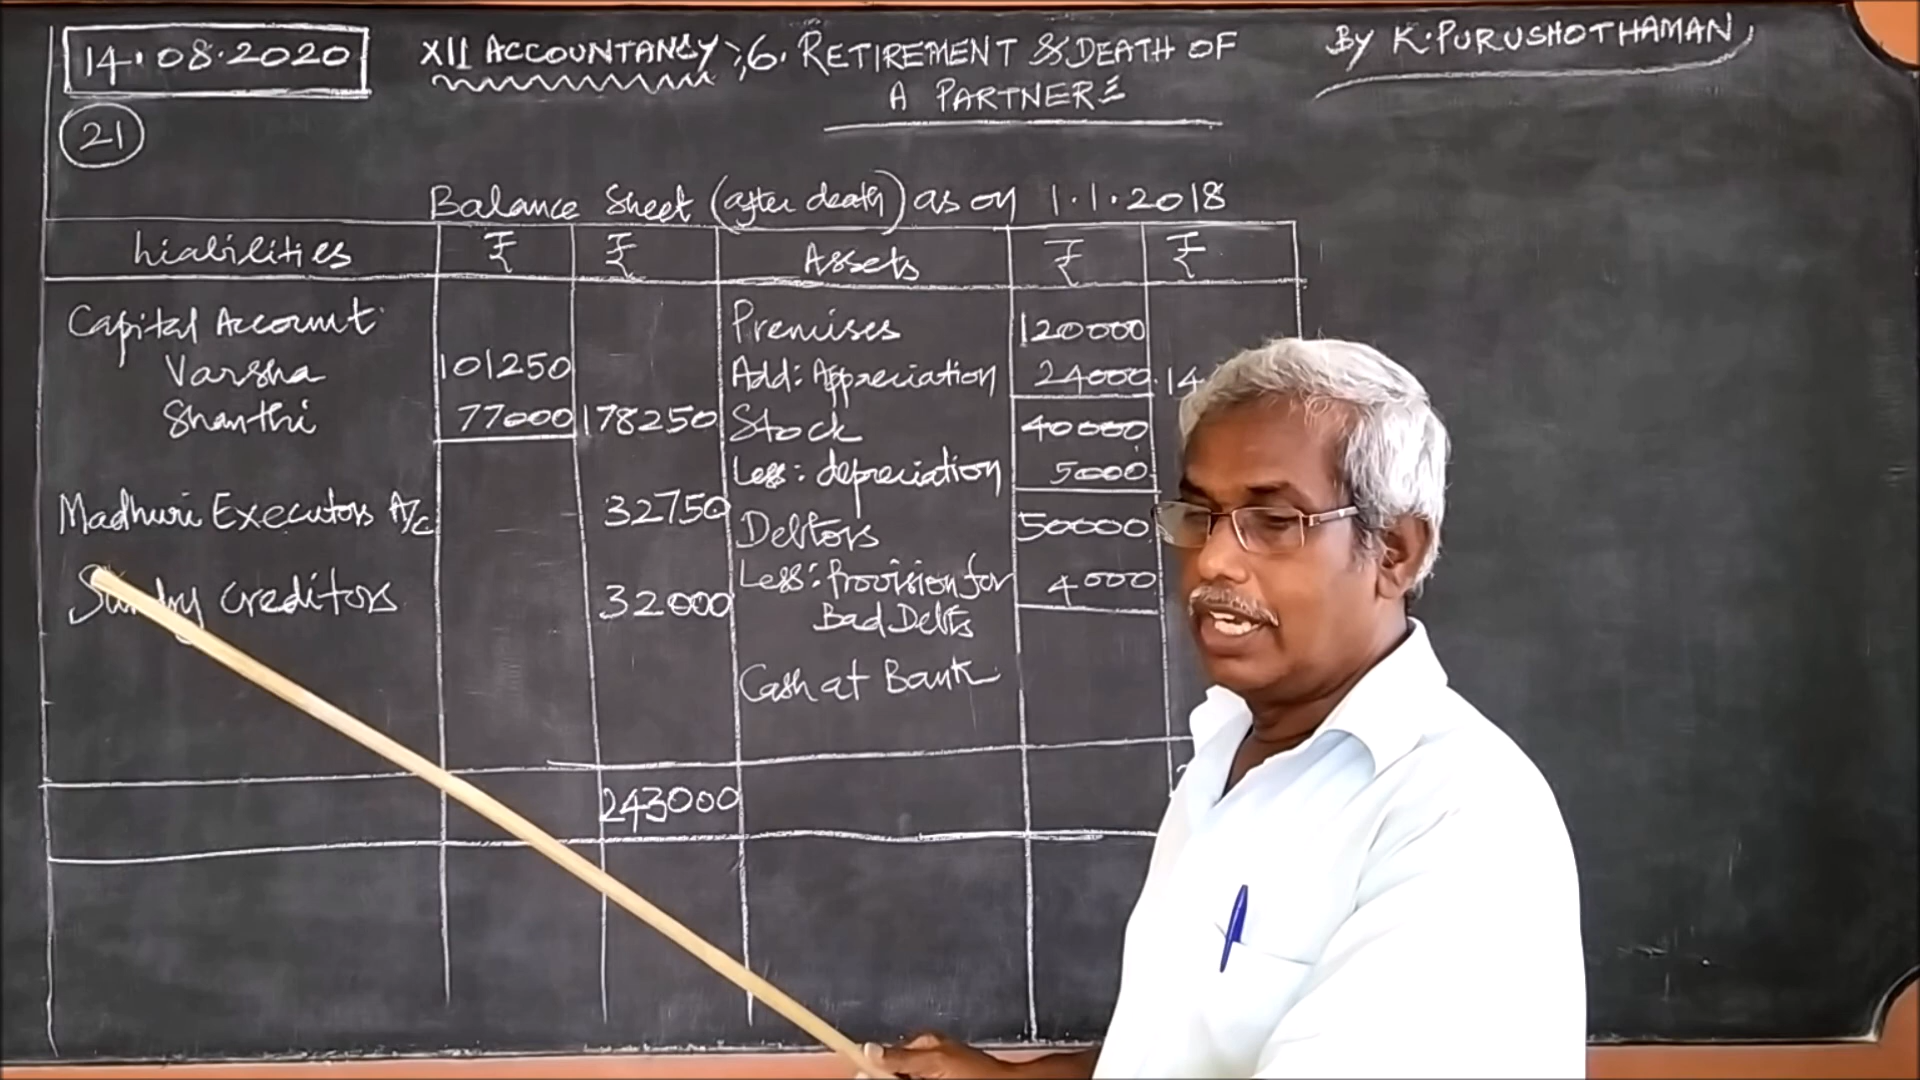 14.08.2020
XII ACCOUNTANCY :, 6. RETIREMENT & DEATH OF
A PARTNER
By K. PURUSHOTHAMAN
21
Balance Sheet (after death) as on 1.1.2018
Liabilities ₹ ₹ Assets ₹ ₹
Capital Account Premises 120000
Varsha 101250 Add: Appreciation 24000 14
Shanthi 77000 178250 Stock 40000
Less: depreciation 5000
Madhuri Executors A/c 32750 Debtors 50000
Sundry Creditors 32000 Less: Provision for 4000
Bad Debts
Cash at Bank
243000